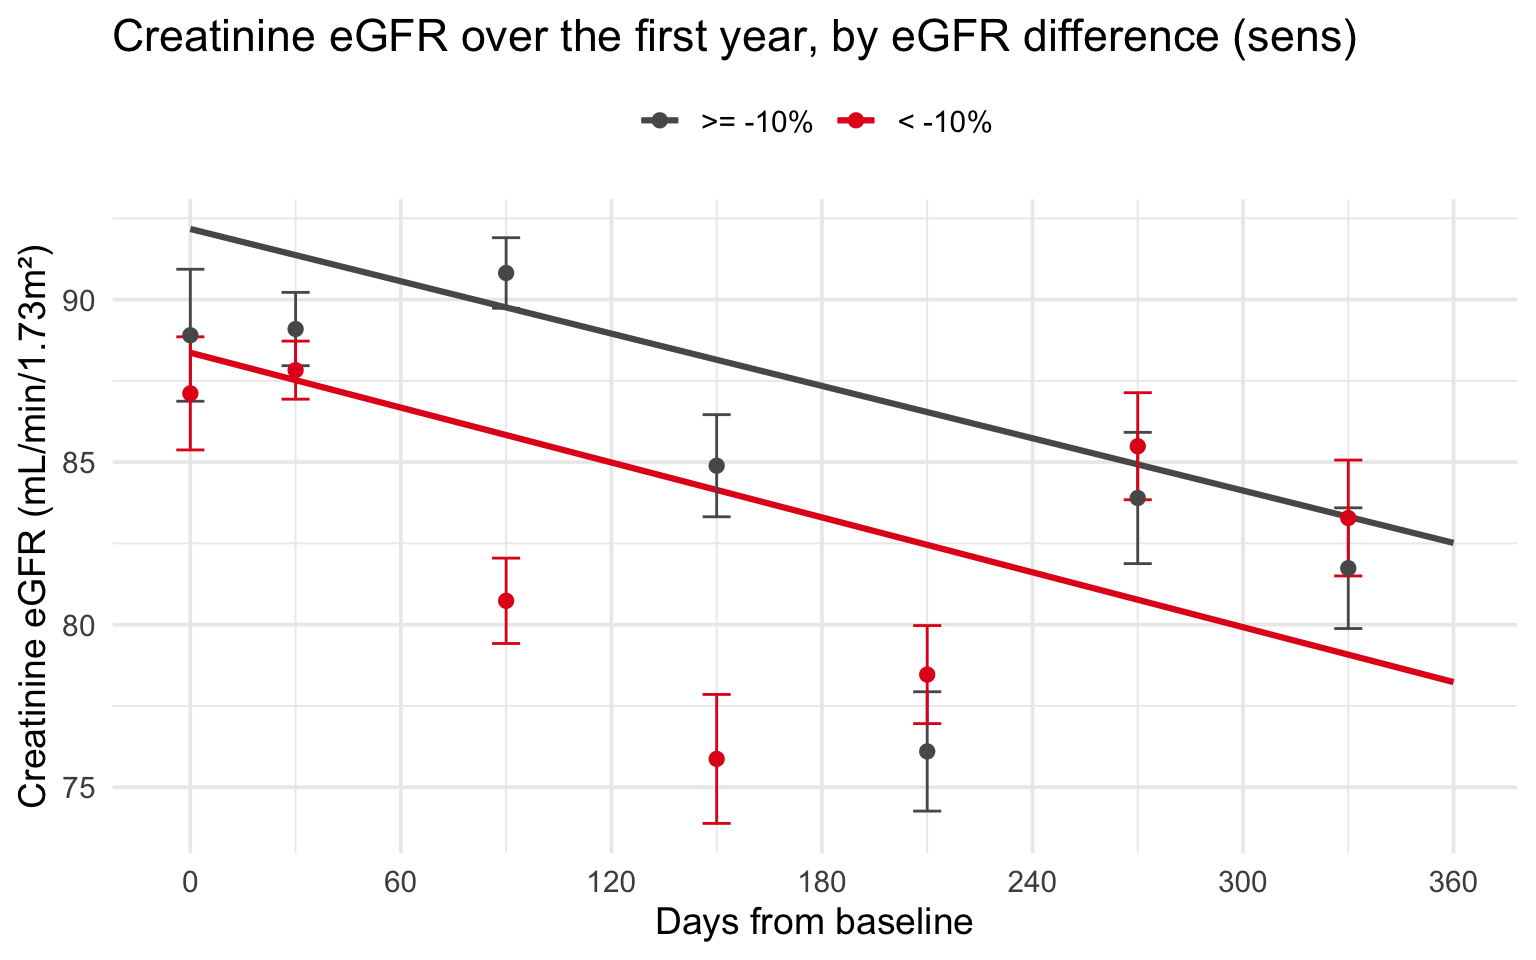 Creatinine eGFR over the first year, by eGFR difference (sens)
>= -10%
< -10%
Creatinine eGFR (mL/min/1.73m²)
90
85
80
75
0 60 120 180 240 300 360
Days from baseline